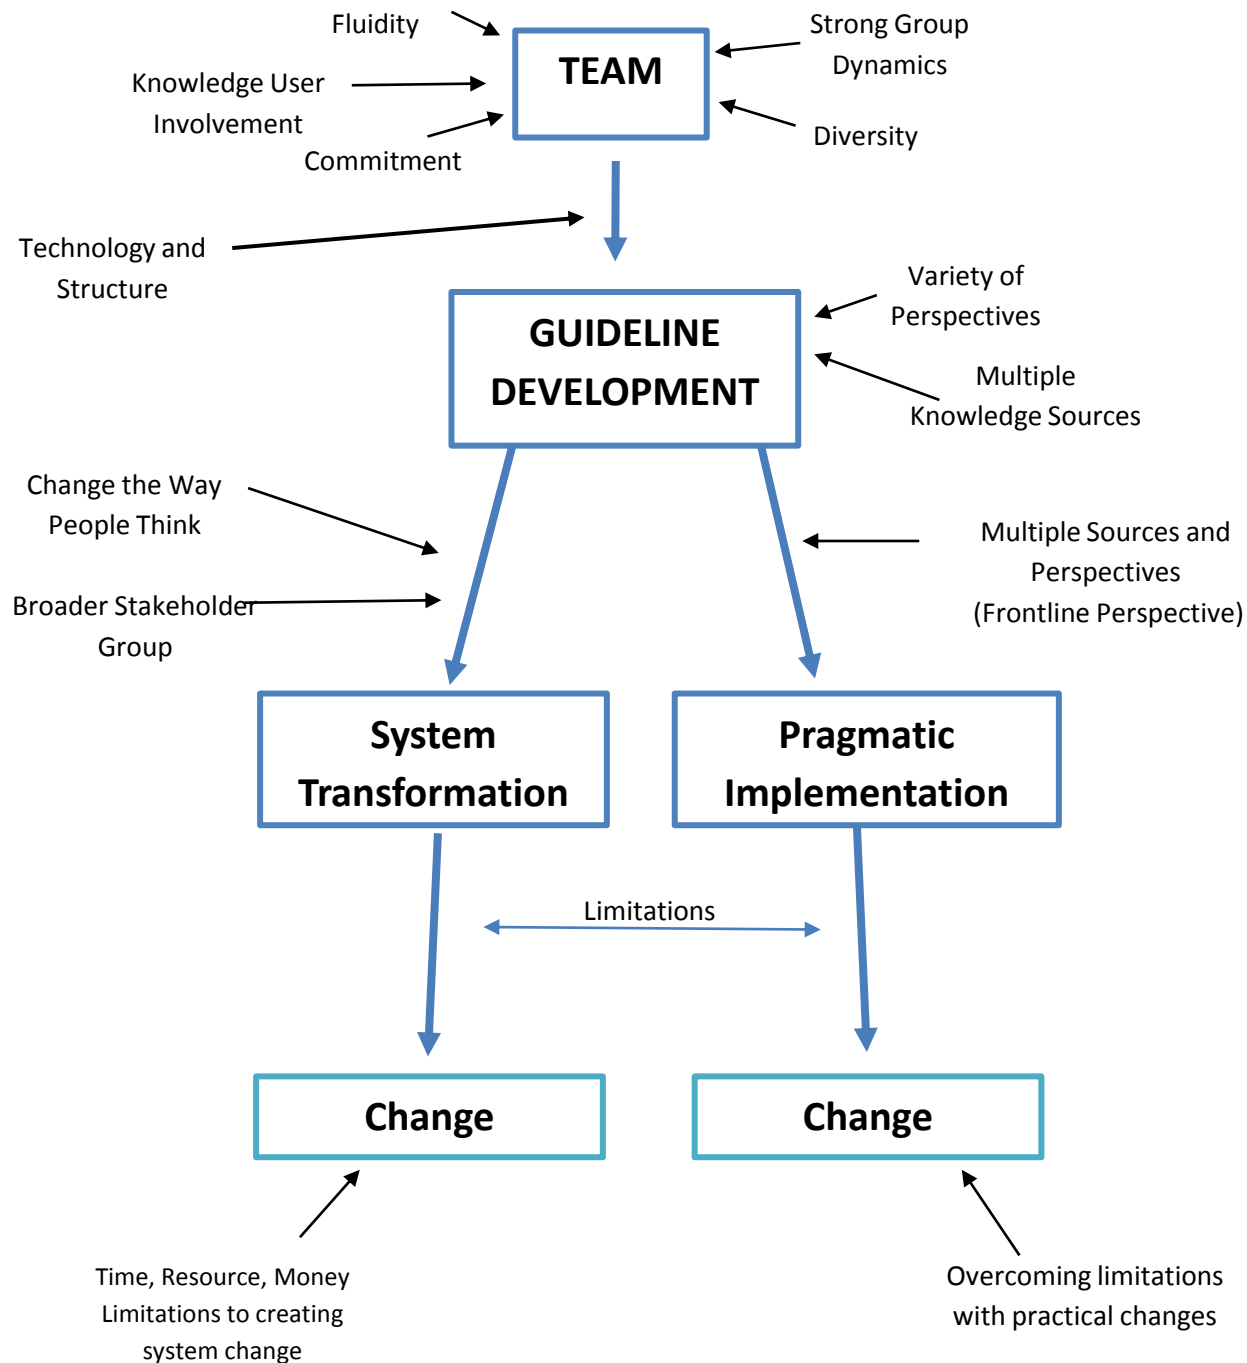 Fluidity
Strong Group
Dynamics
TEAM
Knowledge User
Involvement
Commitment
Diversity
Technology and
Structure
Variety of
Perspectives
GUIDELINE
DEVELOPMENT
Multiple
Knowledge Sources
Change the Way
People Think
Broader Stakeholder
Group
Multiple Sources and
Perspectives
(Frontline Perspective)
System
Transformation
Pragmatic
Implementation
Limitations
Change
Change
Time, Resource, Money
Limitations to creating
system change
Overcoming limitations
with practical changes